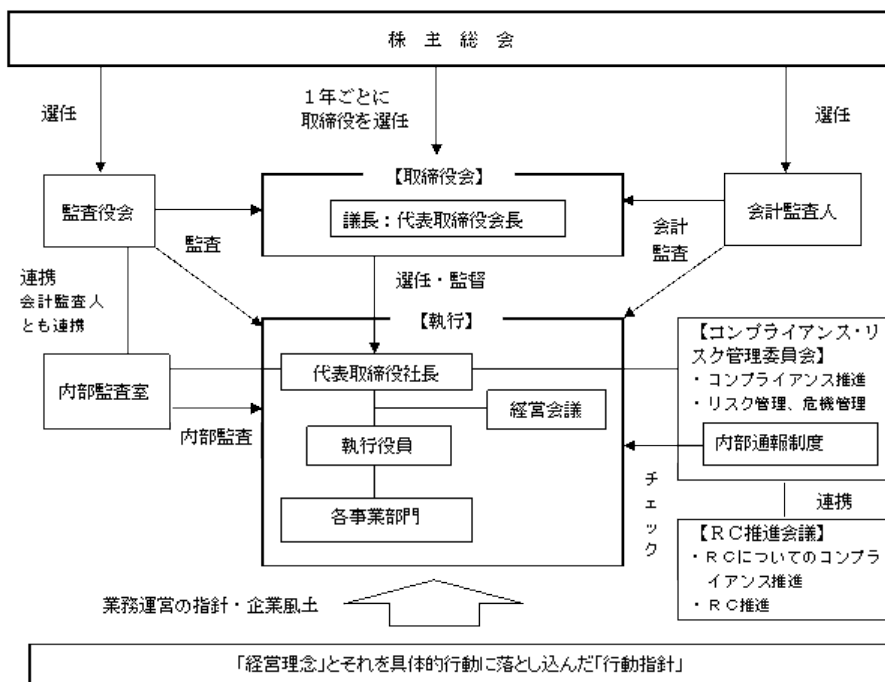 株 主 総 会
選任
１年ごとに
取締役を選任
選任
【取締役会】
監査役会
議長：代表取締役会長
会計監査人
監査
会計
監査
連携
会計監査人
とも連携
選任・監督
【執行】
【コンプライアンス・リ
スク管理委員会】
・コンプライアンス推進
・リスク管理、危機管理
内部監査室
代表取締役社長
経営会議
内部監査
執行役員
内部通報制度
チェック
各事業部門
連携
【ＲＣ推進会議】
・ＲＣについてのコンプラ
イアンス推進
・ＲＣ推進
業務運営の指針・企業風土
「経営理念」とそれを具体的行動に落とし込んだ「行動指針」